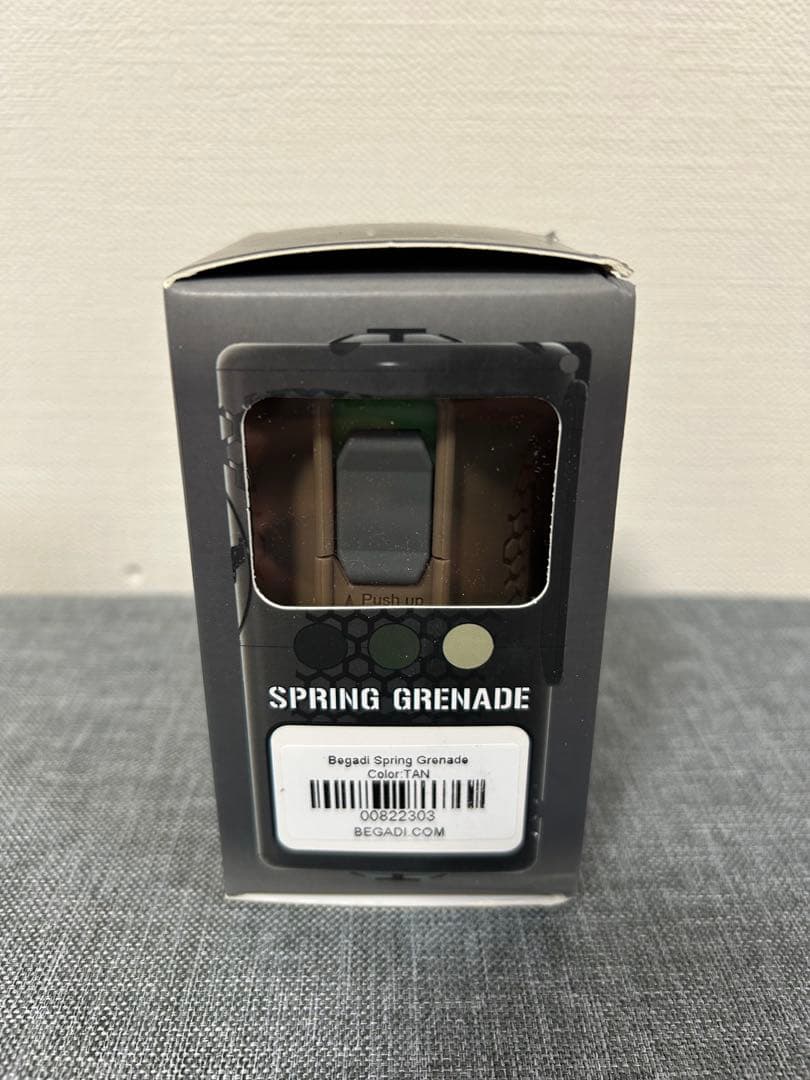 Push up
SPRING GRENADE
Begadi Spring Grenade
Color:TAN
00822303
BEGADI.COM